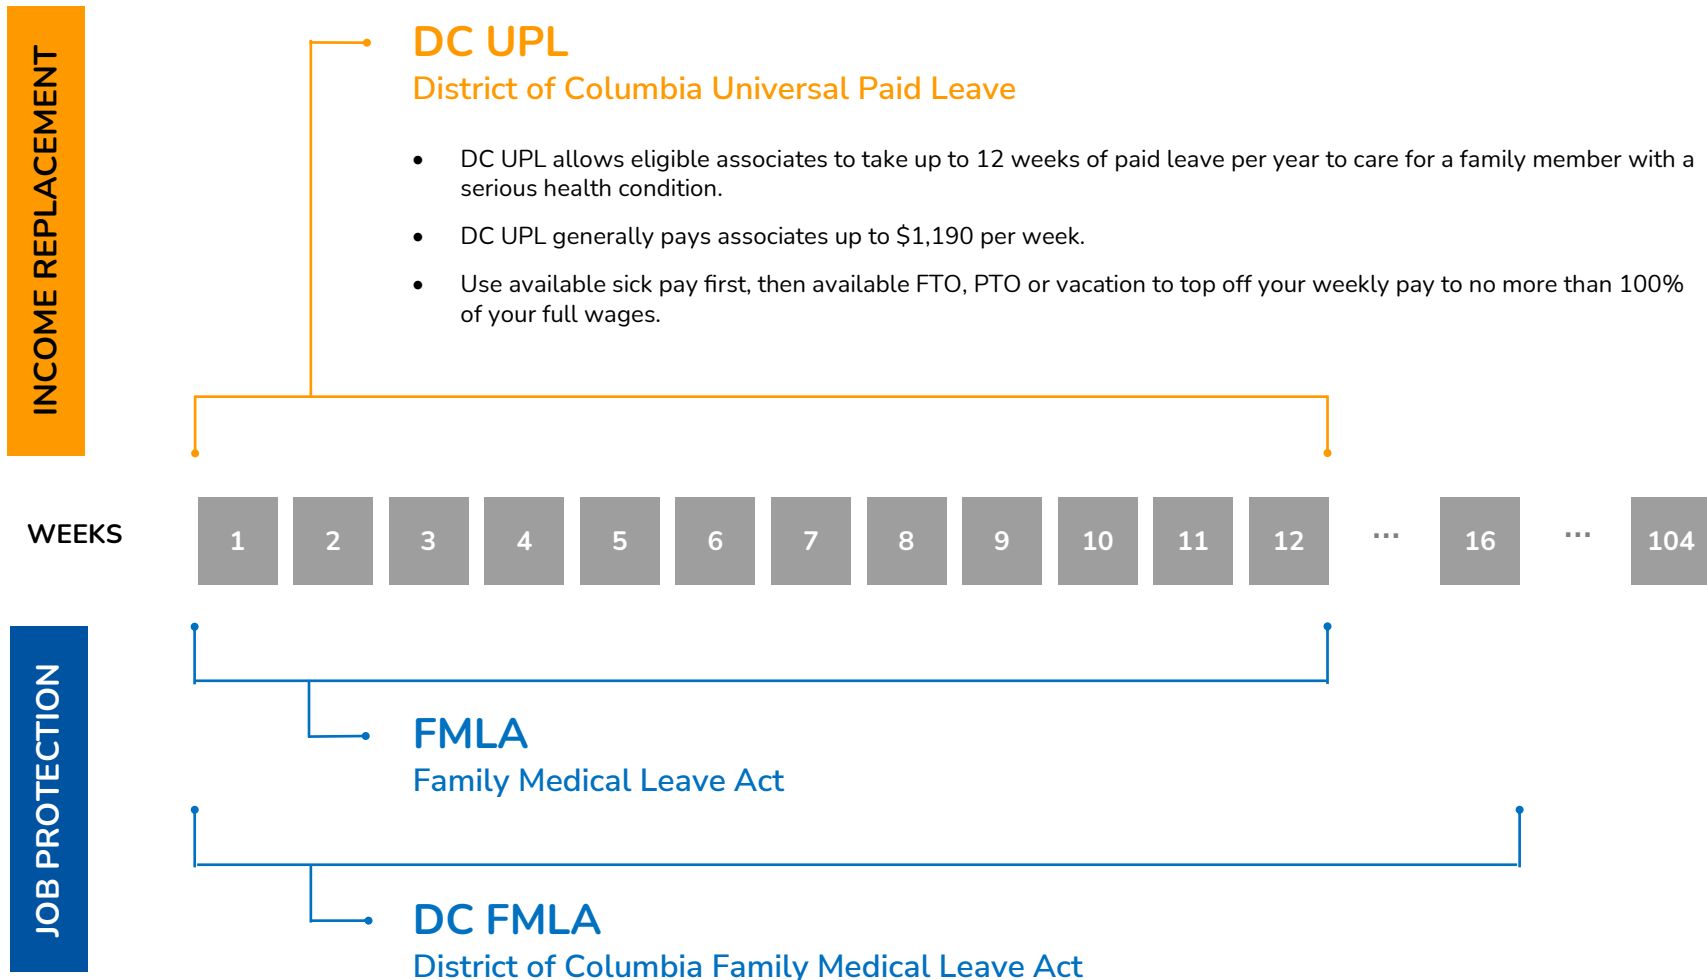 INCOME REPLACEMENT
DC UPL
District of Columbia Universal Paid Leave
• DC UPL allows eligible associates to take up to 12 weeks of paid leave per year to care for a family member with a
serious health condition.
• DC UPL generally pays associates up to $1,190 per week.
• Use available sick pay first, then available FTO, PTO or vacation to top off your weekly pay to no more than 100%
of your full wages.
WEEKS 1 2 3 4 5 6 7 8 9 10 11 12 ... 16 ... 104
JOB PROTECTION
FMLA
Family Medical Leave Act
DC FMLA
District of Columbia Family Medical Leave Act